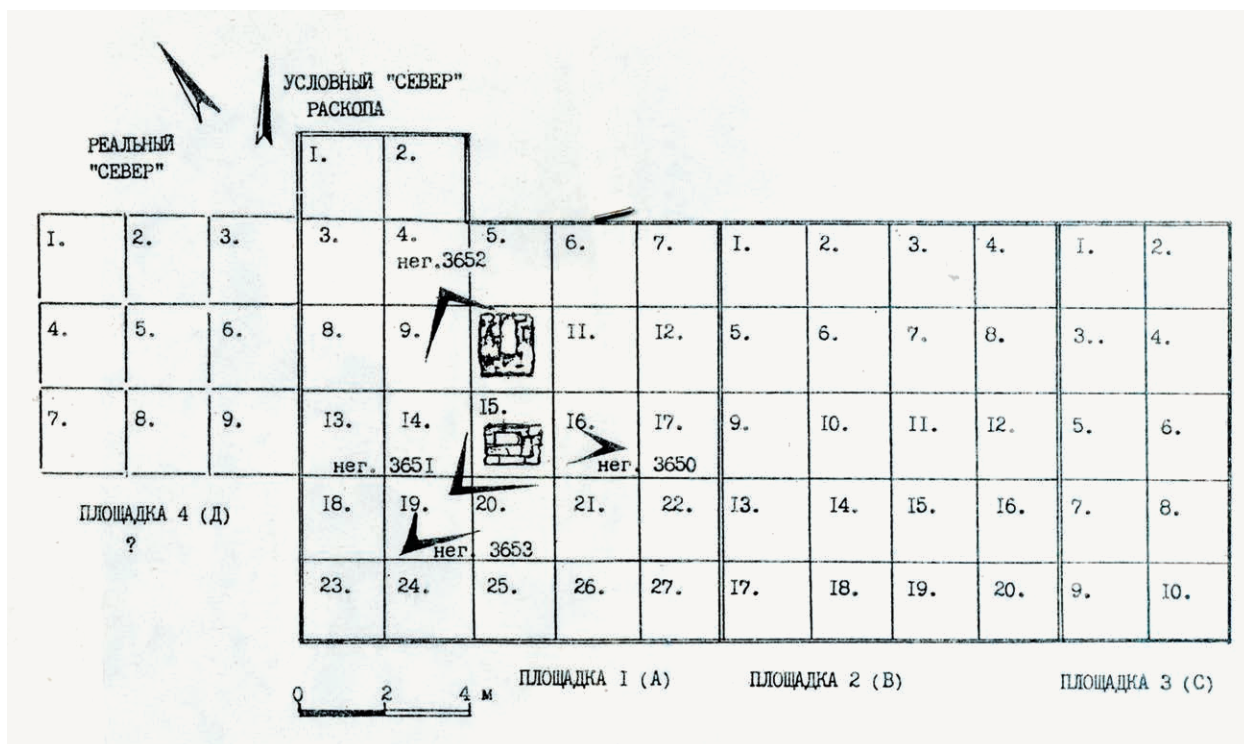 УСЛОВНЫЙ "СЕВЕР"
РАСКОПА
РЕАЛЬНЫЙ
"СЕВЕР"
I. 2.
I. 2. 3. 3. 4. 5. 6. 7. I. 2. 3. 4. I. 2.
нег.3652
4. 5. 6. 8. 9. II. I2. 5. 6. 7. 8. 3.. 4.
7. 8. 9. I3. I4. I5. I6. I7. 9. I0. II. I2. 5. 6.
нег. 365I нег. 3650
I8. I9. 20. 2I. 22. I3. I4. I5. I6. 7. 8.
ПЛОЩАДКА 4 (Д)
?
нег. 3653
23. 24. 25. 26. 27. I7. I8. I9. 20. 9. I0.
ПЛОЩАДКА I (А) ПЛОЩАДКА 2 (В) ПЛОЩАДКА 3 (С)
0 2 4 м